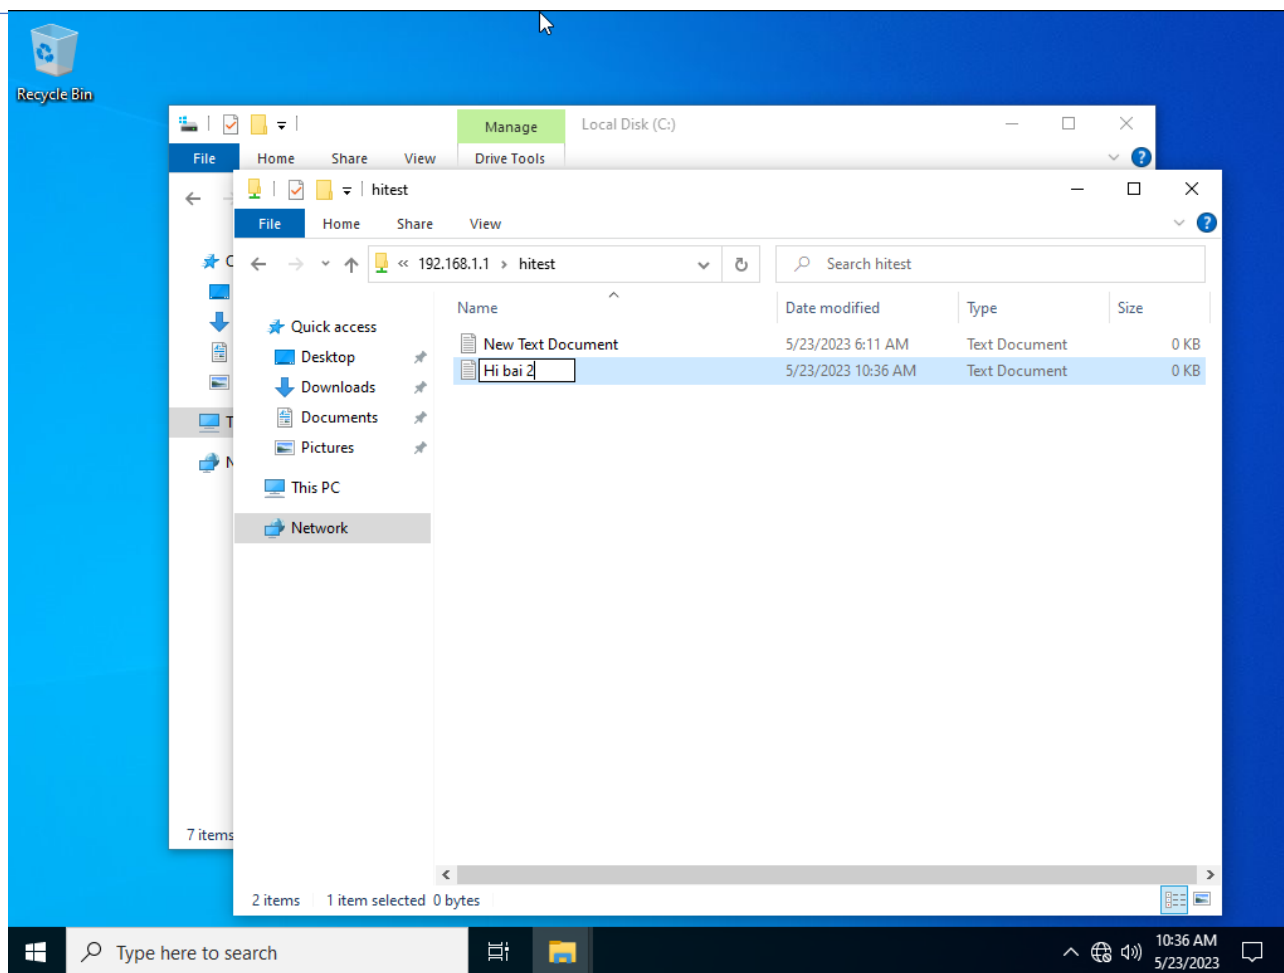 Recycle Bin
Manage
Local Disk (C:)
File
Home
Share
View
Drive Tools
hitest
File
Home
Share
View
« 192.168.1.1 › hitest
Search hitest
Name
Date modified
Type
Size
Quick access
Desktop
Downloads
Documents
Pictures
This PC
Network
New Text Document 5/23/2023 6:11 AM Text Document 0 KB
Hi bai 2 5/23/2023 10:36 AM Text Document 0 KB
7 items
2 items
1 item selected 0 bytes
Type here to search
10:36 AM
5/23/2023